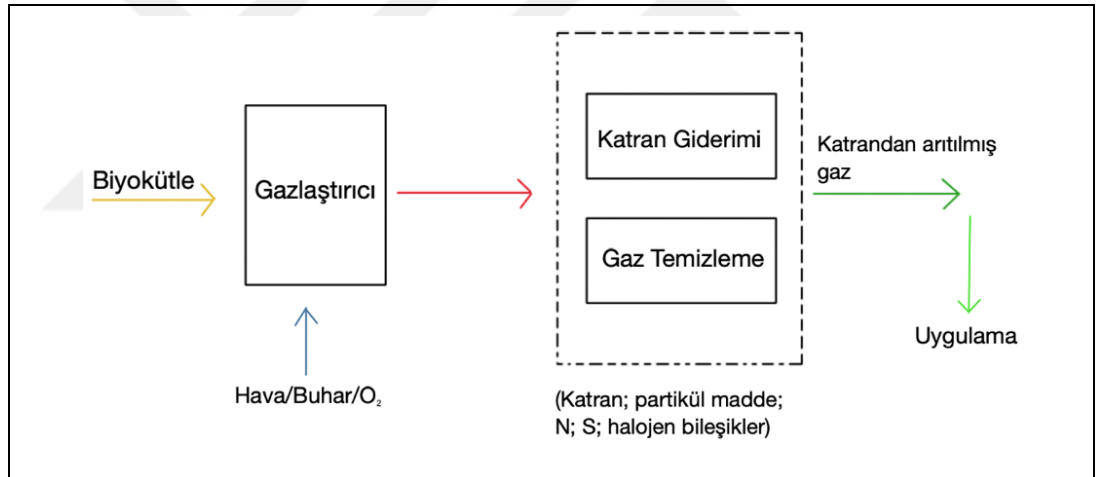 Biyokütle
Gazlaştırıcı
Hava/Buhar/O₂
Katran Giderimi
Gaz Temizleme
(Katran; partikül madde;
N; S; halojen bileşikler)
Katrandan arıtılmış
gaz
Uygulama